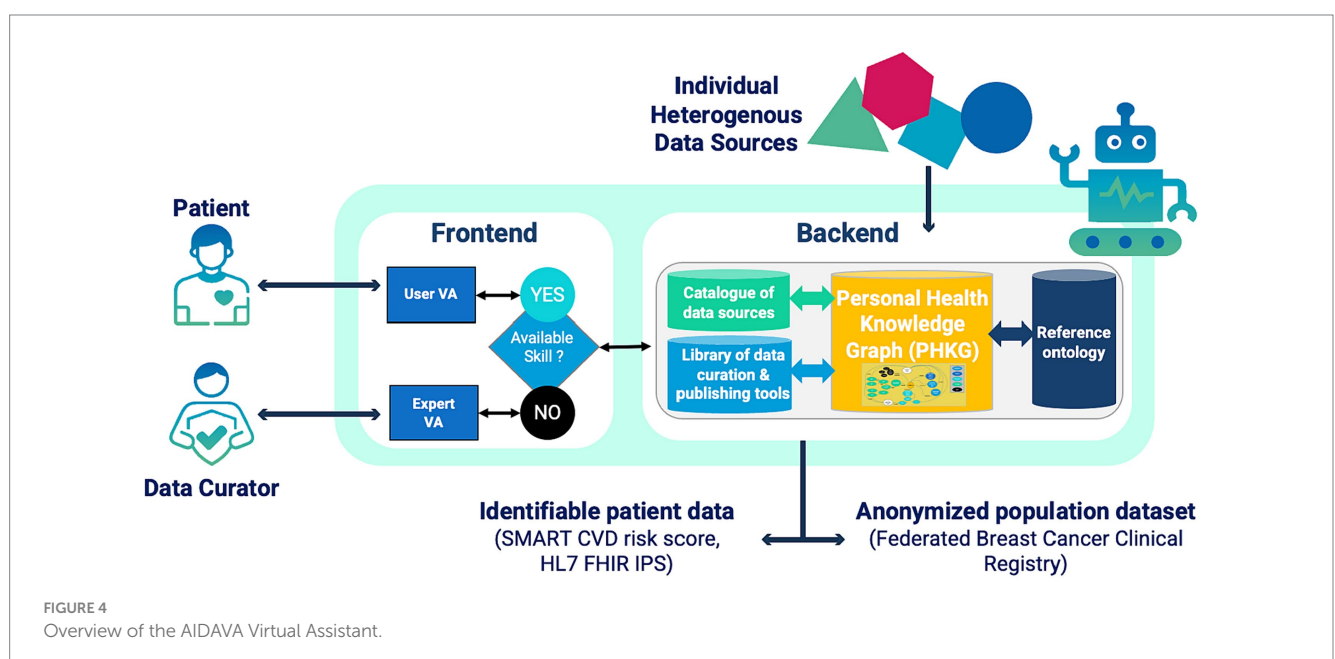 Individual
Heterogenous
Data Sources
Patient
Frontend
Backend
User VA
YES
Available
Skill ?
Expert
VA
NO
Catalogue of
data sources
Library of data
curation &
publishing tools
Personal Health
Knowledge
Graph (PHKG)
Reference
ontology
Data Curator
Identifiable patient data
(SMART CVD risk score,
HL7 FHIR IPS)
Anonymized population dataset
(Federated Breast Cancer Clinical
Registry)
FIGURE 4
Overview of the AIDAVA Virtual Assistant.